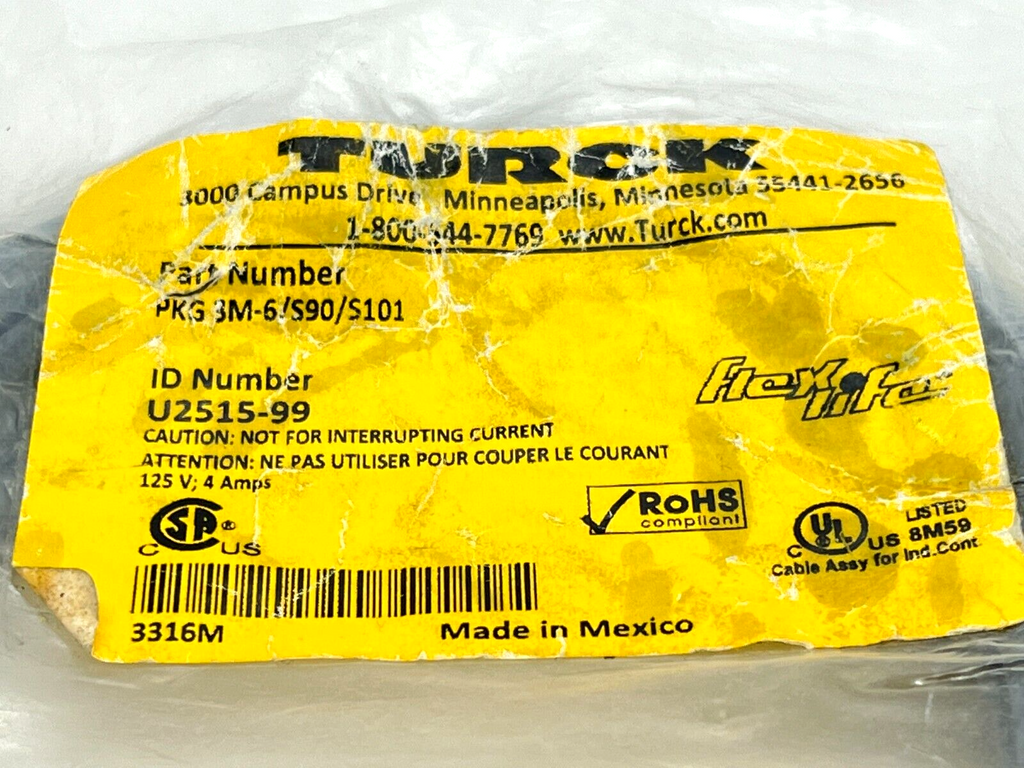 TURCK
3000 Campus Drive Minneapolis, Minnesota 55441-2656
1-800-544-7769 www.Turck.com
Part Number
PKG 3M-6/S90/S101
ID Number
U2515-99
CAUTION: NOT FOR INTERRUPTING CURRENT
ATTENTION: NE PAS UTILISER POUR COUPER LE COURANT
125 V; 4 Amps
flexlife
C SA ® C US
RoHS
compliant
C UL US LISTED
8M59
Cable Assy for Ind.Cont.
3316M
Made in Mexico